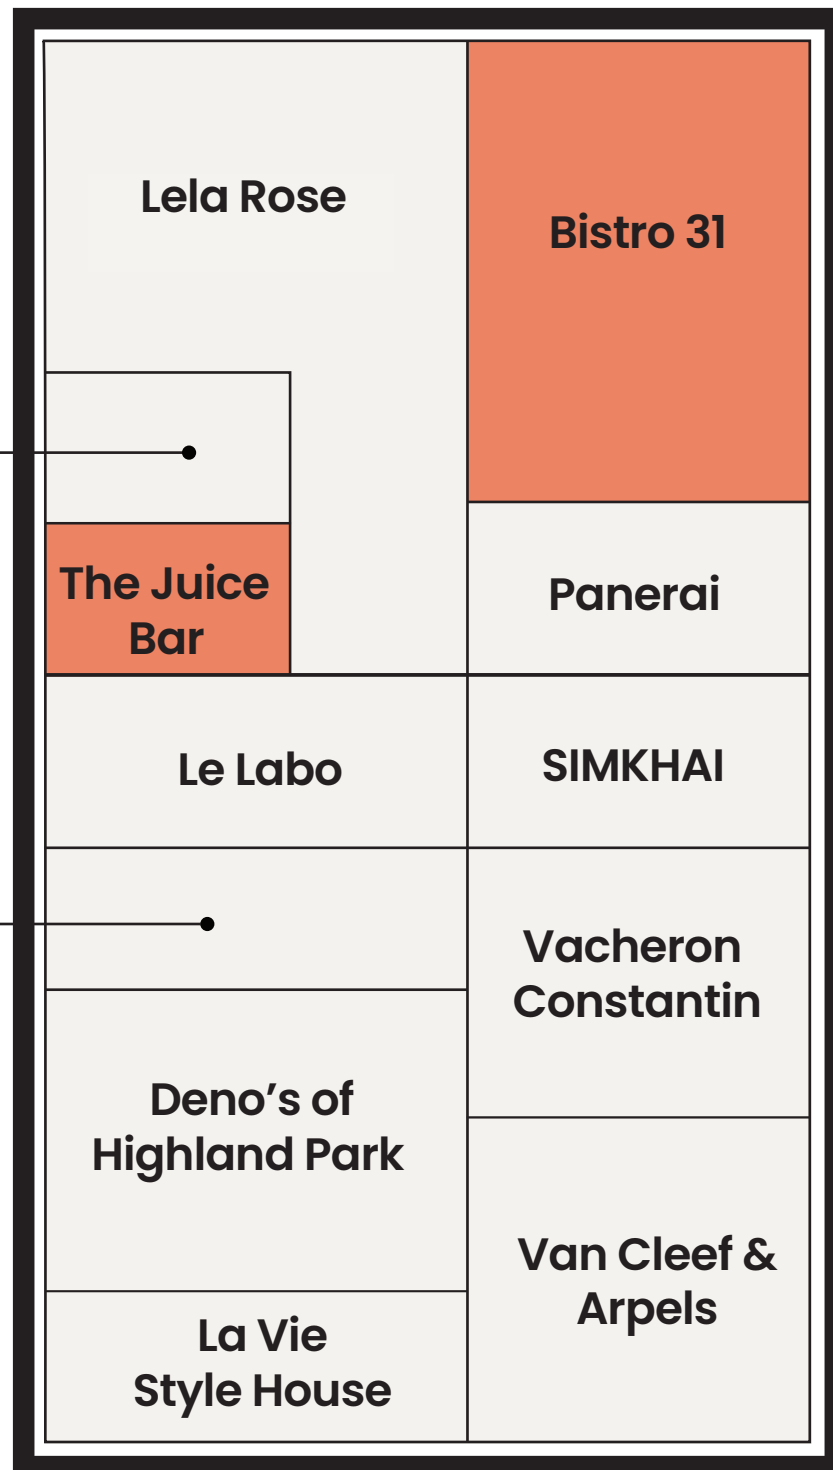 Lela Rose
Bistro 31
The Juice
Bar
Panerai
Le Labo
SIMKHAI
Vacheron
Constantin
Deno’s of
Highland Park
Van Cleef &
Arpels
La Vie
Style House